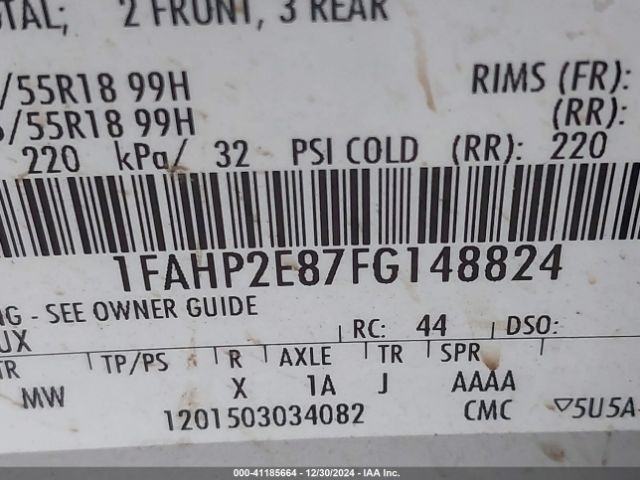 TOTAL; 2 FRONT, 3 REAR
/55R18 99H RIMS (FR):
/55R18 99H (RR):
220 kPa/ 32 PSI COLD (RR): 220
1FAHP2E87FG148824
NG - SEE OWNER GUIDE
UX RC: 44 DSO:
TR TP/PS R AXLE TR SPR
MW X 1A J AAAA
1201503034082 CMC ▽5U5A-
000-41185664 - 12/30/2024 - IAA Inc.